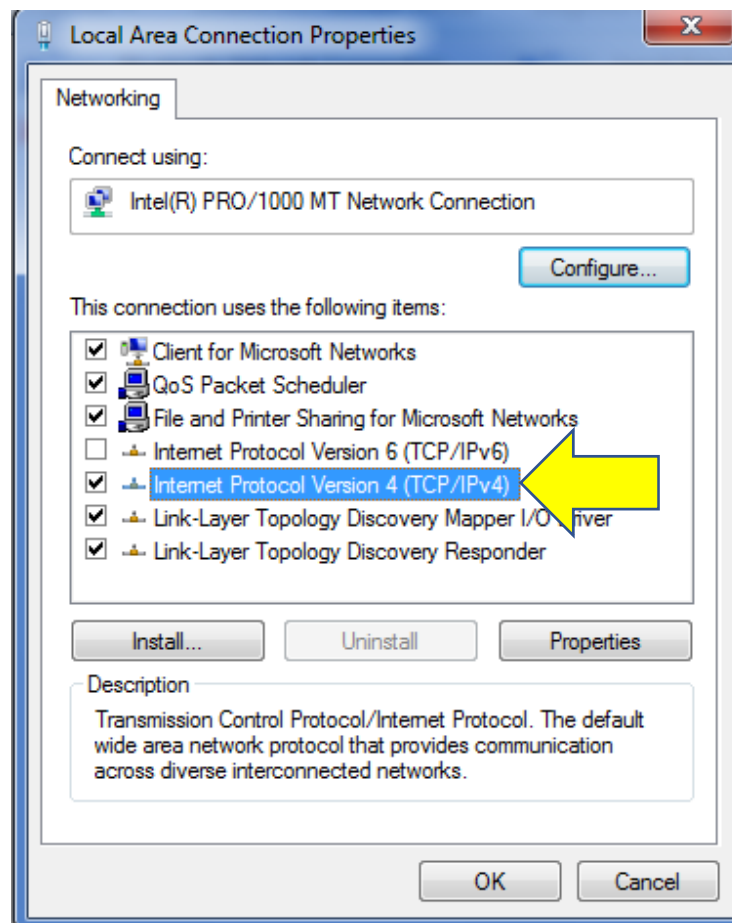 Local Area Connection Properties
Networking
Connect using:
Intel(R) PRO/1000 MT Network Connection
Configure...
This connection uses the following items:
Client for Microsoft Networks
QoS Packet Scheduler
File and Printer Sharing for Microsoft Networks
Internet Protocol Version 6 (TCP/IPv6)
Internet Protocol Version 4 (TCP/IPv4)
Link-Layer Topology Discovery Mapper I/O Driver
Link-Layer Topology Discovery Responder
Install... Uninstall Properties
Description
Transmission Control Protocol/Internet Protocol. The default
wide area network protocol that provides communication
across diverse interconnected networks.
OK Cancel